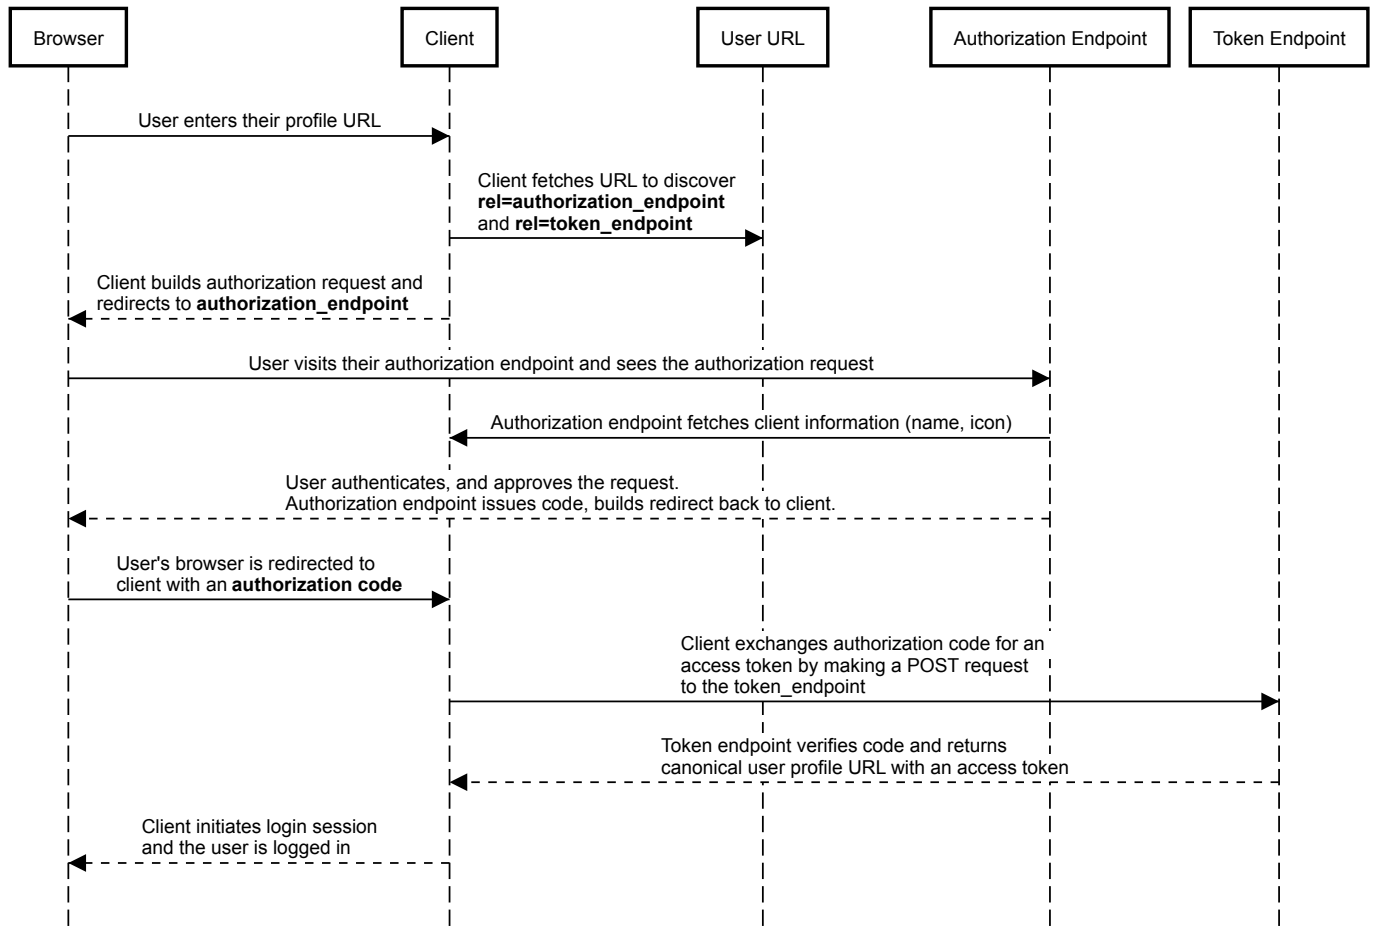 Browser
Client
User URL
Authorization Endpoint
Token Endpoint
User enters their profile URL
Client fetches URL to discover
rel=authorization_endpoint
and rel=token_endpoint
Client builds authorization request and
redirects to authorization_endpoint
User visits their authorization endpoint and sees the authorization request
Authorization endpoint fetches client information (name, icon)
User authenticates, and approves the request.
Authorization endpoint issues code, builds redirect back to client.
User's browser is redirected to
client with an authorization code
Client exchanges authorization code for an
access token by making a POST request
to the token_endpoint
Token endpoint verifies code and returns
canonical user profile URL with an access token
Client initiates login session
and the user is logged in